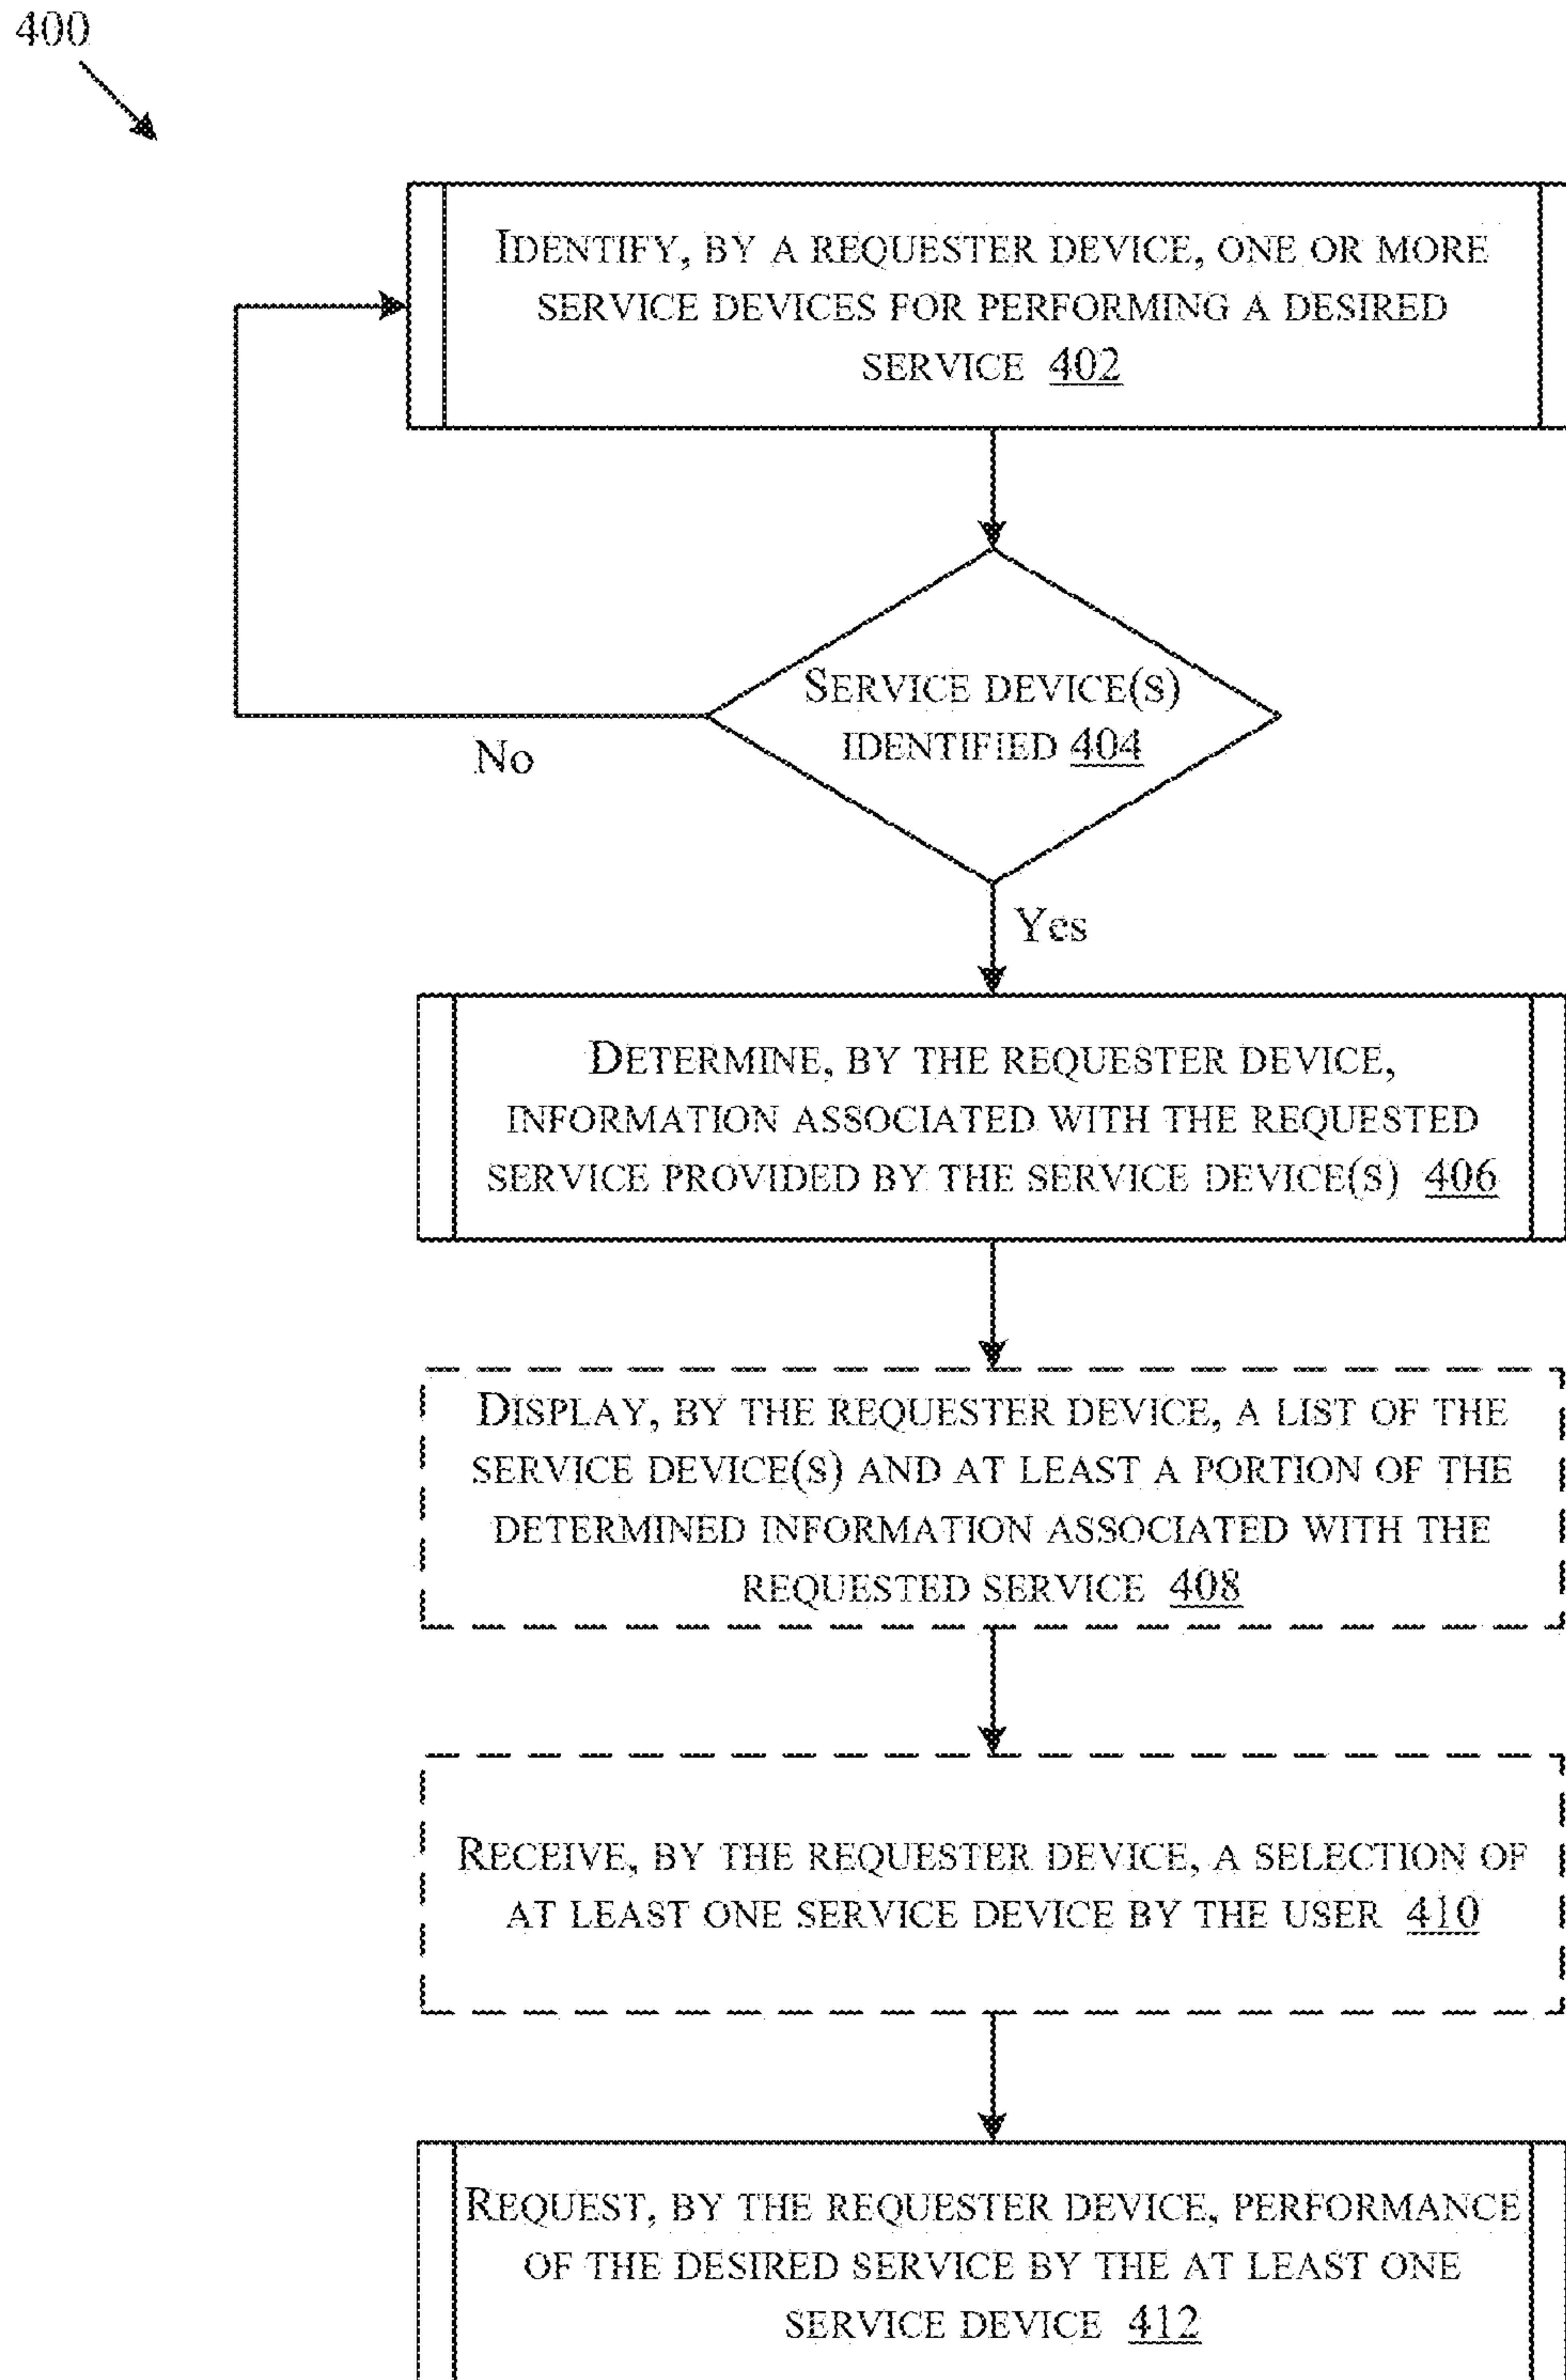 400
IDENTIFY, BY A REQUESTER DEVICE, ONE OR MORE
SERVICE DEVICES FOR PERFORMING A DESIRED
SERVICE 402
SERVICE DEVICE(S)
IDENTIFIED 404
No
Yes
DETERMINE, BY THE REQUESTER DEVICE,
INFORMATION ASSOCIATED WITH THE REQUESTED
SERVICE PROVIDED BY THE SERVICE DEVICE(S) 406
DISPLAY, BY THE REQUESTER DEVICE, A LIST OF THE
SERVICE DEVICE(S) AND AT LEAST A PORTION OF THE
DETERMINED INFORMATION ASSOCIATED WITH THE
REQUESTED SERVICE 408
RECEIVE, BY THE REQUESTER DEVICE, A SELECTION OF
AT LEAST ONE SERVICE DEVICE BY THE USER 410
REQUEST, BY THE REQUESTER DEVICE, PERFORMANCE
OF THE DESIRED SERVICE BY THE AT LEAST ONE
SERVICE DEVICE 412